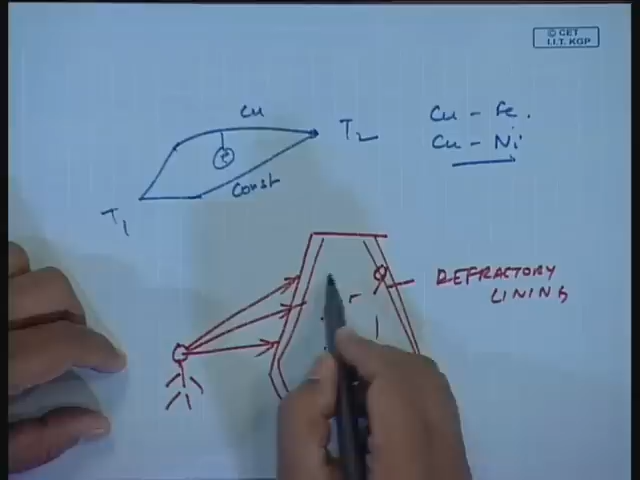 © CET
I.I.T. KGP
Cu
T2
Cu - Fe.
Cu - Ni
Const
T1
REFRACTORY
LINING